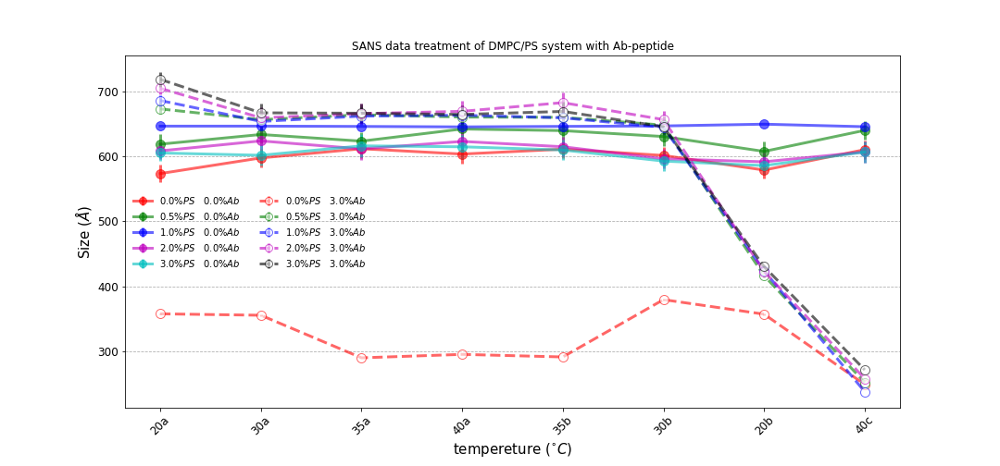 SANS data treatment of DMPC/PS system with Ab-peptide
Size (Å)
700
600
500
400
300
0.0%PS 0.0%Ab
0.5%PS 0.0%Ab
1.0%PS 0.0%Ab
2.0%PS 0.0%Ab
3.0%PS 0.0%Ab
0.0%PS 3.0%Ab
0.5%PS 3.0%Ab
1.0%PS 3.0%Ab
2.0%PS 3.0%Ab
3.0%PS 3.0%Ab
20a 30a 35a 40a 35b 30b 20b 40c
tempereture (°C)